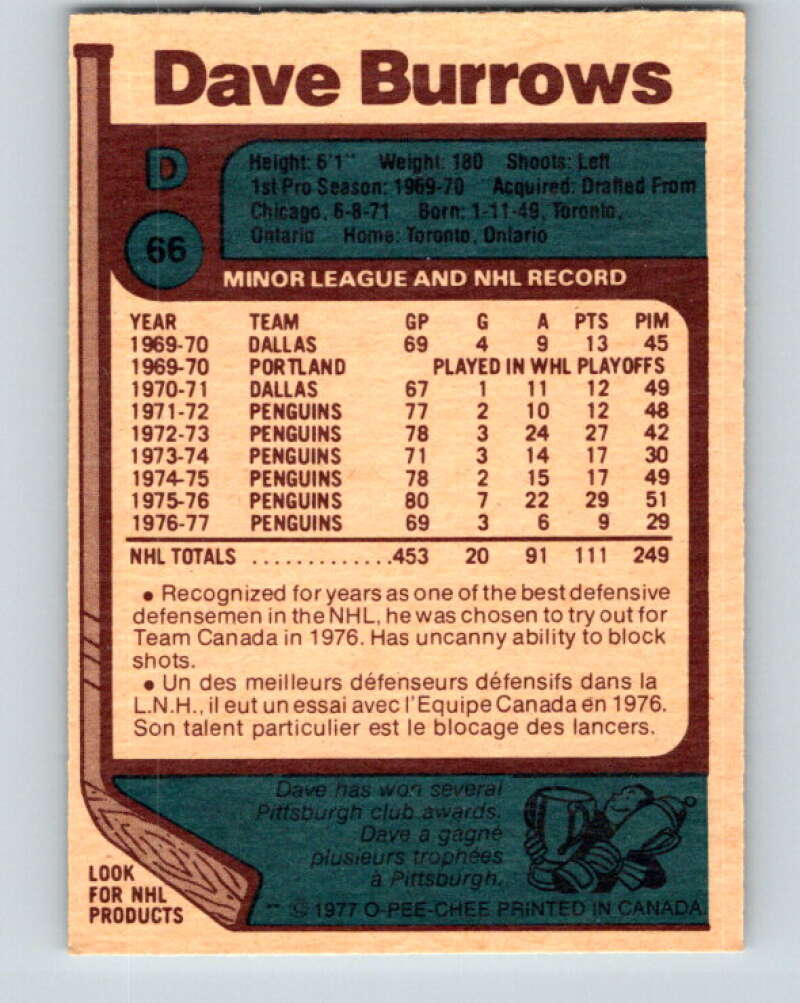 Dave Burrows
D
66
Height: 6'1" Weight: 180 Shoots: Left
1st Pro Season: 1969-70 Acquired: Drafted From
Chicago, 6-8-71 Born: 1-11-49, Toronto,
Ontario Home: Toronto, Ontario
MINOR LEAGUE AND NHL RECORD
YEAR TEAM GP G A PTS PIM
1969-70 DALLAS 69 4 9 13 45
1969-70 PORTLAND PLAYED IN WHL PLAYOFFS
1970-71 DALLAS 67 1 11 12 49
1971-72 PENGUINS 77 2 10 12 48
1972-73 PENGUINS 78 3 24 27 42
1973-74 PENGUINS 71 3 14 17 30
1974-75 PENGUINS 78 2 15 17 49
1975-76 PENGUINS 80 7 22 29 51
1976-77 PENGUINS 69 3 6 9 29
NHL TOTALS .............453 20 91 111 249
• Recognized for years as one of the best defensive
defensemen in the NHL, he was chosen to try out for
Team Canada in 1976. Has uncanny ability to block
shots.
• Un des meilleurs défenseurs défensifs dans la
L.N.H., il eut un essai avec l'Equipe Canada en 1976.
Son talent particulier est le blocage des lancers.
Dave has won several
Pittsburgh club awards.
Dave a gagné
plusieurs trophées
à Pittsburgh.
LOOK
FOR NHL
PRODUCTS
** © 1977 O-PEE-CHEE PRINTED IN CANADA